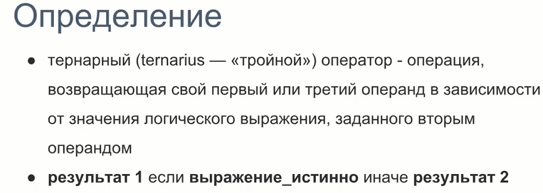 Определение
● тернарный (ternarius — «тройной») оператор - операция,
возвращающая свой первый или третий операнд в зависимости
от значения логического выражения, заданного вторым
операндом
● результат 1 если выражение_истинно иначе результат 2